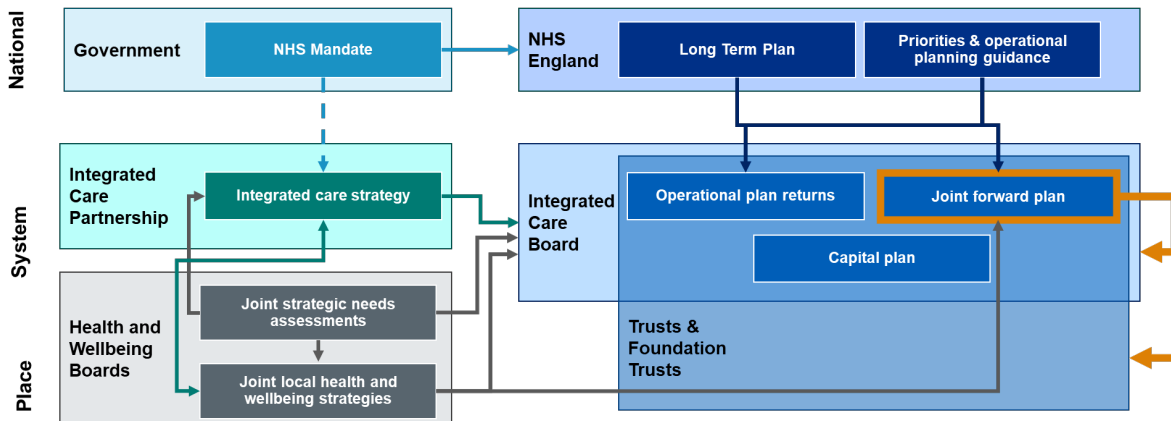 National
Government
NHS Mandate
NHS
England
Long Term Plan
Priorities & operational
planning guidance
System
Integrated
Care
Partnership
Integrated care strategy
Integrated
Care
Board
Operational plan returns
Joint forward plan
Capital plan
Place
Health and
Wellbeing
Boards
Joint strategic needs
assessments
Joint local health and
wellbeing strategies
Trusts &
Foundation
Trusts